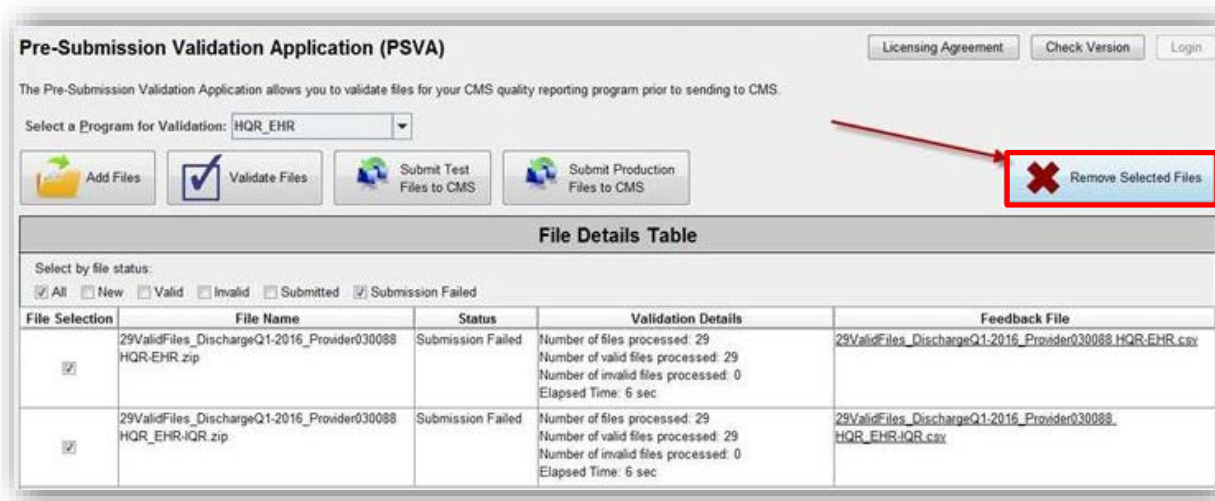 Pre-Submission Validation Application (PSVA)
Licensing Agreement
Check Version
Login
The Pre-Submission Validation Application allows you to validate files for your CMS quality reporting program prior to sending to CMS.
Select a Program for Validation: HQR_EHR
Add Files
Validate Files
Submit Test
Files to CMS
Submit Production
Files to CMS
Remove Selected Files
File Details Table
Select by file status:
All New Valid Invalid Submitted Submission Failed
File Selection File Name Status Validation Details Feedback File
29ValidFiles_DischargeQ1-2016_Provider030088
HQR-EHR.zip
Submission Failed
Number of files processed: 29
Number of valid files processed: 29
Number of invalid files processed: 0
Elapsed Time: 6 sec
29ValidFiles_DischargeQ1-2016_Provider030088 HQR-EHR.csv
29ValidFiles_DischargeQ1-2016_Provider030088
HQR_EHR-IQR.zip
Submission Failed
Number of files processed: 29
Number of valid files processed: 29
Number of invalid files processed: 0
Elapsed Time: 6 sec
29ValidFiles_DischargeQ1-2016_Provider030088
HQR_EHR-IQR.csv